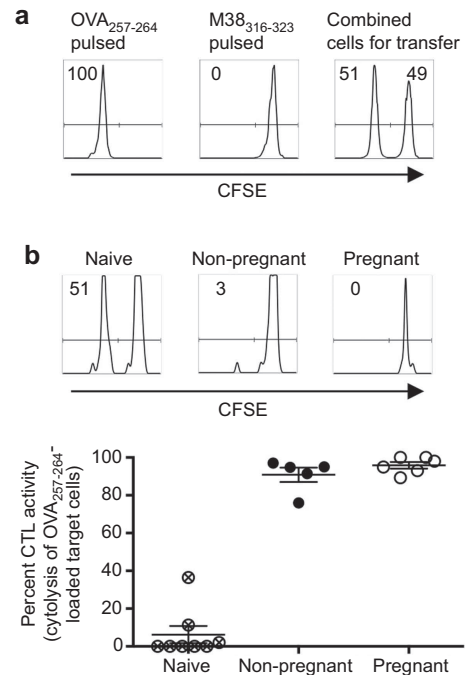 a
OVA257-264 pulsed
M38316-323 pulsed
Combined cells for transfer
100
0
51 49
CFSE
b
Naive
Non-pregnant
Pregnant
51
3
0
CFSE
Percent CTL activity
(cytolysis of OVA257-264-
loaded target cells)
100
80
60
40
20
0
Naive
Non-pregnant
Pregnant